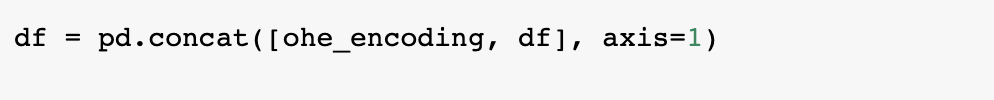 df = pd.concat([ohe_encoding, df], axis=1)